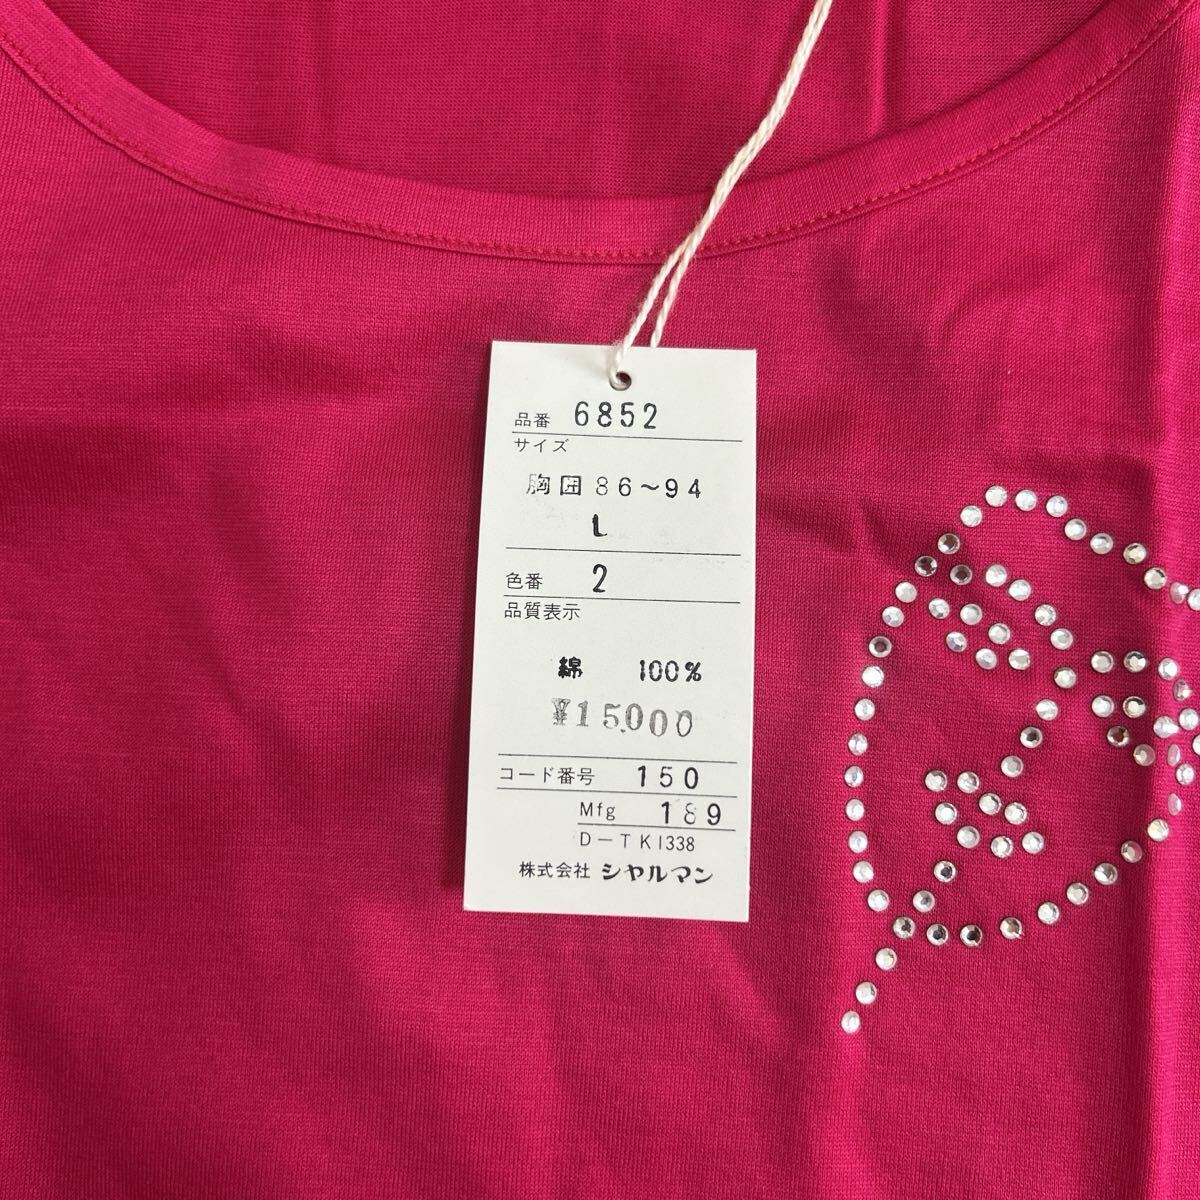 品番 6852
サイズ
胸囲 86～94
L
色番 2
品質表示
綿 100%
¥15,000
コード番号 150
Mfg 189
D－TK1338
株式会社 シヤルマン